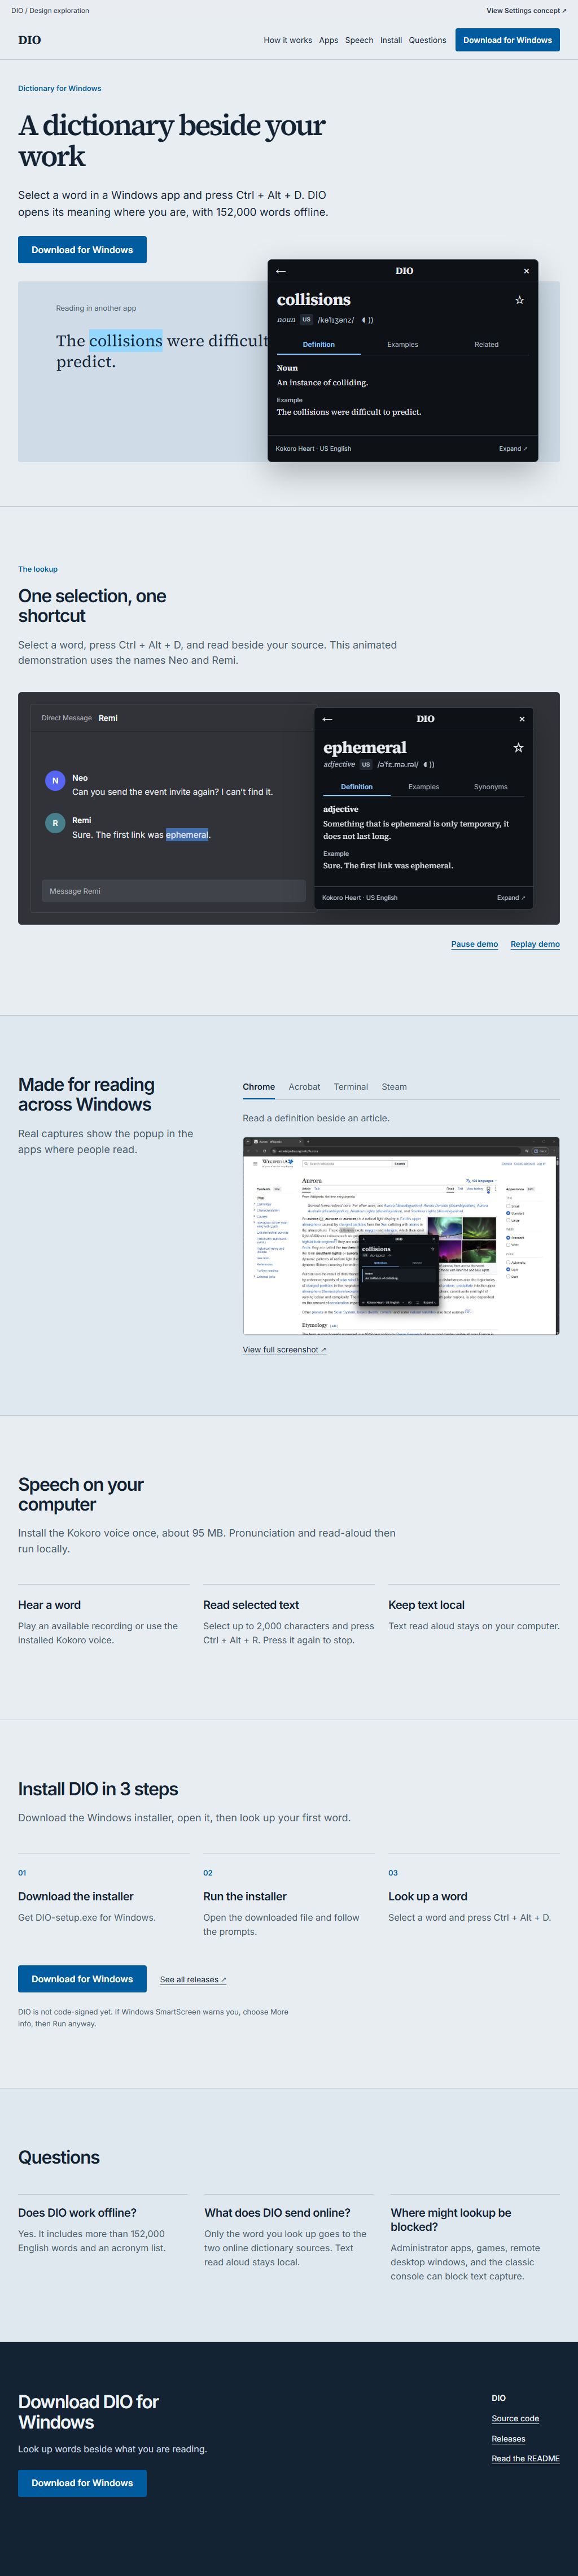 DIO / Design exploration
View Settings concept ↗
DIO
How it works
Apps
Speech
Install
Questions
Download for Windows
Dictionary for Windows
A dictionary beside your
work
Select a word in a Windows app and press Ctrl + Alt + D. DIO
opens its meaning where you are, with 152,000 words offline.
Download for Windows
Reading in another app
The collisions were difficult
predict.
← DIO ×
collisions ☆
noun US /kəˈlɪʒənz/
Definition Examples Related
Noun
An instance of colliding.
Example
The collisions were difficult to predict.
Kokoro Heart · US English Expand ↗
The lookup
One selection, one
shortcut
Select a word, press Ctrl + Alt + D, and read beside your source. This animated
demonstration uses the names Neo and Remi.
Direct Message Remi
N Neo
Can you send the event invite again? I can't find it.
R Remi
Sure. The first link was ephemeral.
Message Remi
← DIO ×
ephemeral ☆
adjective US /əˈfɛ.mə.rəl/
Definition Examples Synonyms
adjective
Something that is ephemeral is only temporary, it
does not last long.
Example
Sure. The first link was ephemeral.
Kokoro Heart · US English Expand ↗
Pause demo Replay demo
Made for reading
across Windows
Real captures show the popup in the
apps where people read.
Chrome Acrobat Terminal Steam
Read a definition beside an article.
WIKIPEDIA
Search
Aurora
Contents
Appearance
collisions
Etymology
View full screenshot ↗
Speech on your
computer
Install the Kokoro voice once, about 95 MB. Pronunciation and read-aloud then
run locally.
Hear a word
Play an available recording or use the
installed Kokoro voice.
Read selected text
Select up to 2,000 characters and press
Ctrl + Alt + R. Press it again to stop.
Keep text local
Text read aloud stays on your computer.
Install DIO in 3 steps
Download the Windows installer, open it, then look up your first word.
01
Download the installer
Get DIO-setup.exe for Windows.
02
Run the installer
Open the downloaded file and follow
the prompts.
03
Look up a word
Select a word and press Ctrl + Alt + D.
Download for Windows
See all releases ↗
DIO is not code-signed yet. If Windows SmartScreen warns you, choose More
info, then Run anyway.
Questions
Does DIO work offline?
Yes. It includes more than 152,000
English words and an acronym list.
What does DIO send online?
Only the word you look up goes to the
two online dictionary sources. Text
read aloud stays local.
Where might lookup be
blocked?
Administrator apps, games, remote
desktop windows, and the classic
console can block text capture.
Download DIO for
Windows
Look up words beside what you are reading.
Download for Windows
DIO
Source code
Releases
Read the README